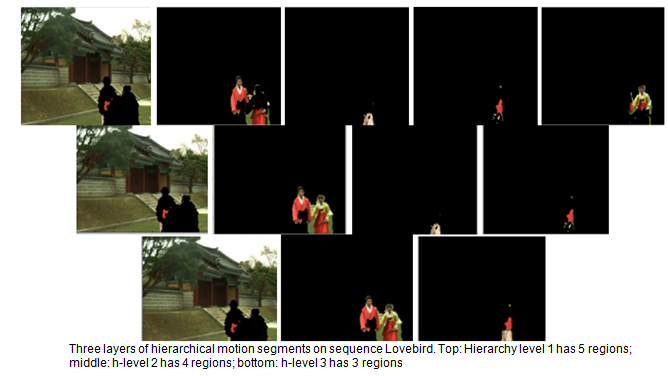 Three layers of hierarchical motion segments on sequence Lovebird. Top: Hierarchy level 1 has 5 regions;
middle: h-level 2 has 4 regions; bottom: h-level 3 has 3 regions